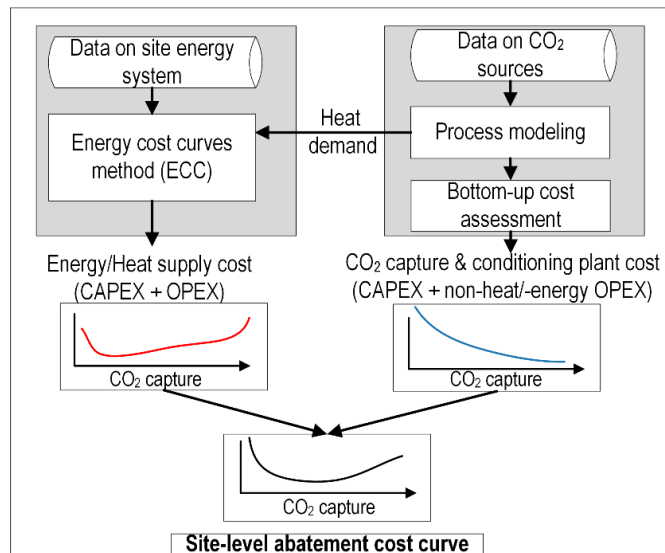 Data on site energy
system
Energy cost curves
method (ECC)
Heat
demand
Data on CO₂
sources
Process modeling
Bottom-up cost
assessment
Energy/Heat supply cost
(CAPEX + OPEX)
CO₂ capture
CO₂ capture & conditioning plant cost
(CAPEX + non-heat/-energy OPEX)
CO₂ capture
CO₂ capture
Site-level abatement cost curve